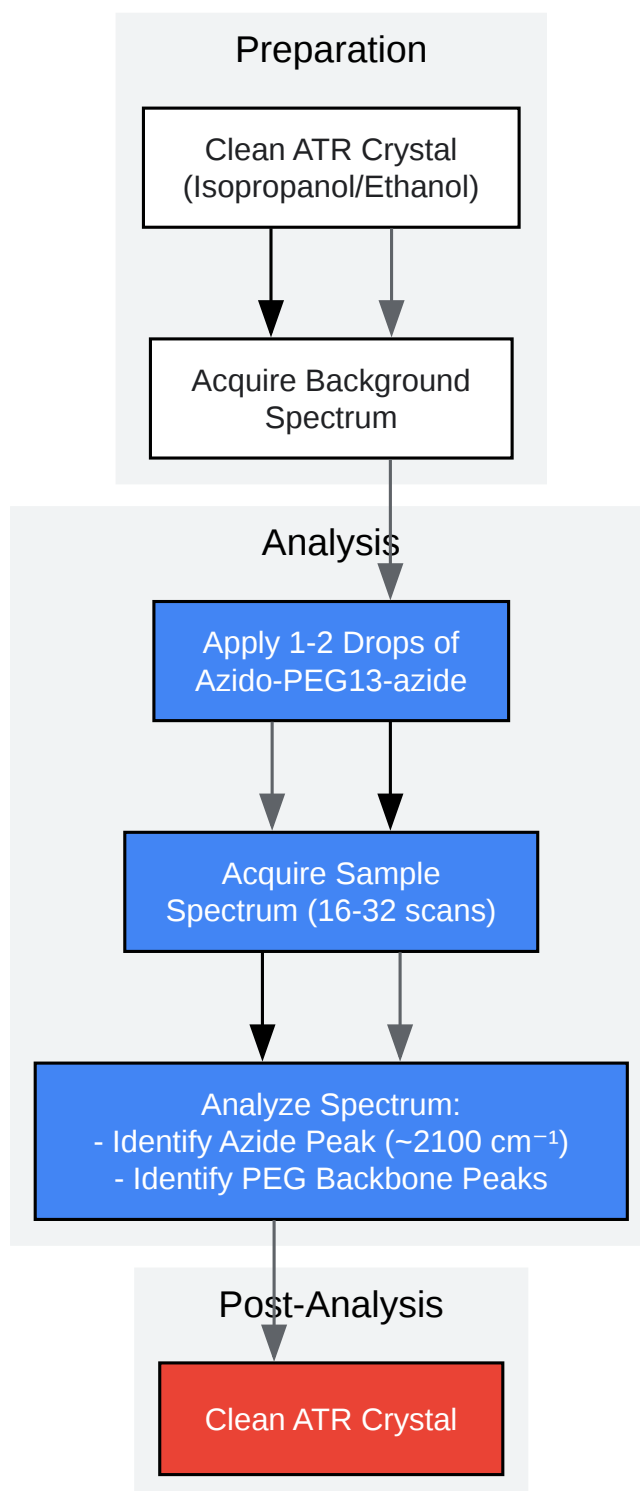 Preparation
Clean ATR Crystal
(Isopropanol/Ethanol)
Acquire Background
Spectrum
Analysis
Apply 1-2 Drops of
Azido-PEG13-azide
Acquire Sample
Spectrum (16-32 scans)
Analyze Spectrum:
- Identify Azide Peak (~2100 cm⁻¹)
- Identify PEG Backbone Peaks
Post-Analysis
Clean ATR Crystal